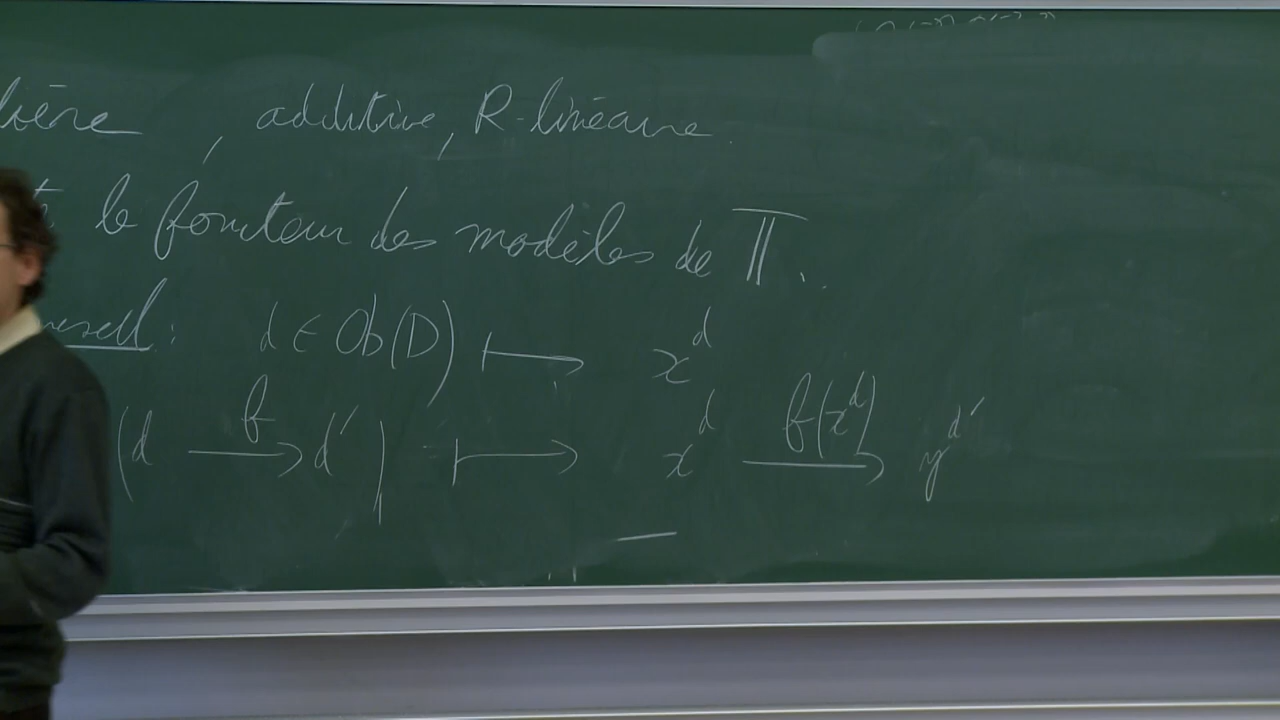 , additive, R-linéaire.
le foncteur des modèles de 𝕋.
d ∈ Ob(D) ⟼ x^d
(d —f→ d') ⟼ x^d —f(x^d)→ y^d'